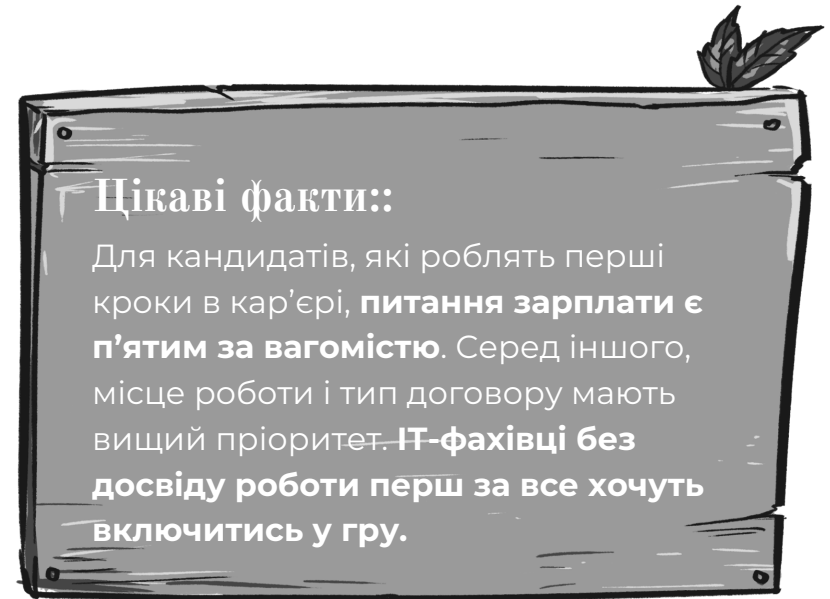 Цікаві факти::
Для кандидатів, які роблять перші
кроки в кар’єрі, питання зарплати є
п’ятим за вагомістю. Серед іншого,
місце роботи і тип договору мають
вищий пріоритет. ІТ-фахівці без
досвіду роботи перш за все хочуть
включитись у гру.